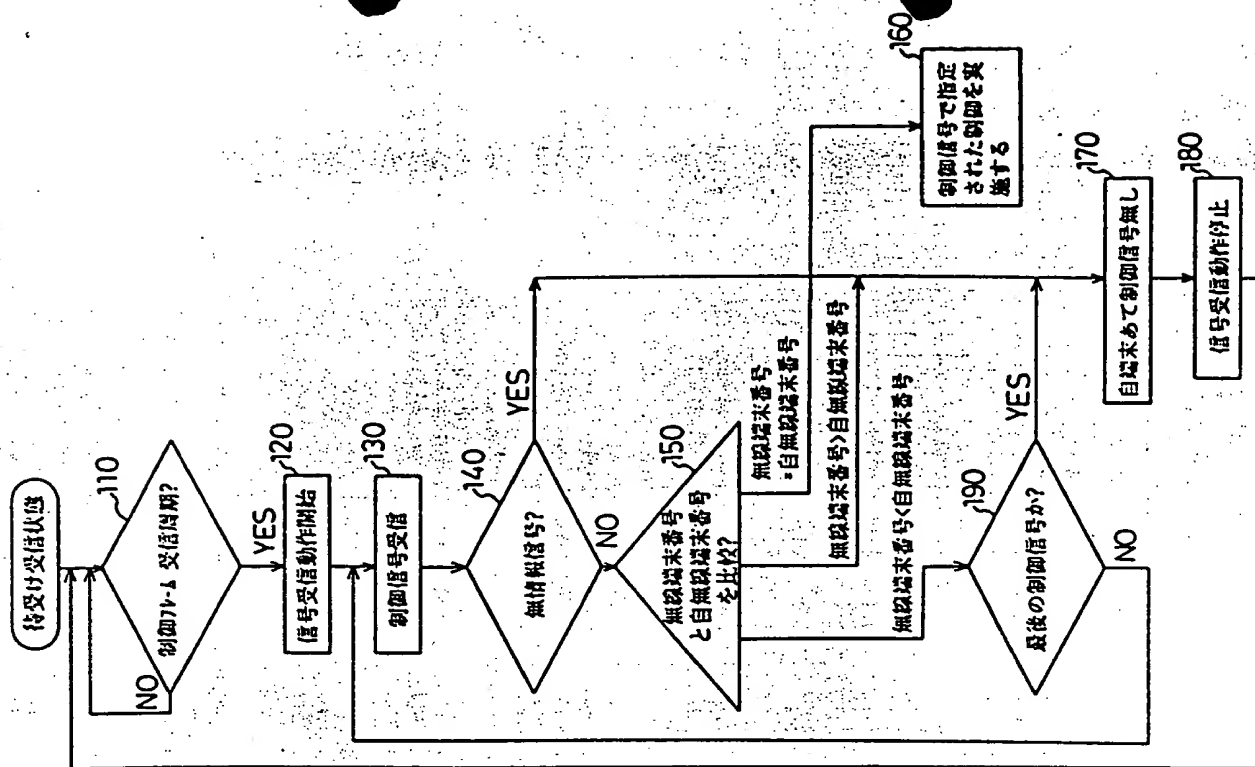 待受け受信状態
110
制御フレーム 受信周期?
NO
YES
120
信号受信動作開始
130
制御信号受信
140
無情報信号?
YES
NO
150
無線端末番号
と自無線端末番号
を比較?
無線端末番号
=自無線端末番号
160
制御信号で指定
された制御を実
施する
無線端末番号>自無線端末番号
無線端末番号<自無線端末番号
190
最後の制御信号か?
YES
NO
170
自端末あて制御信号無し
180
信号受信動作停止